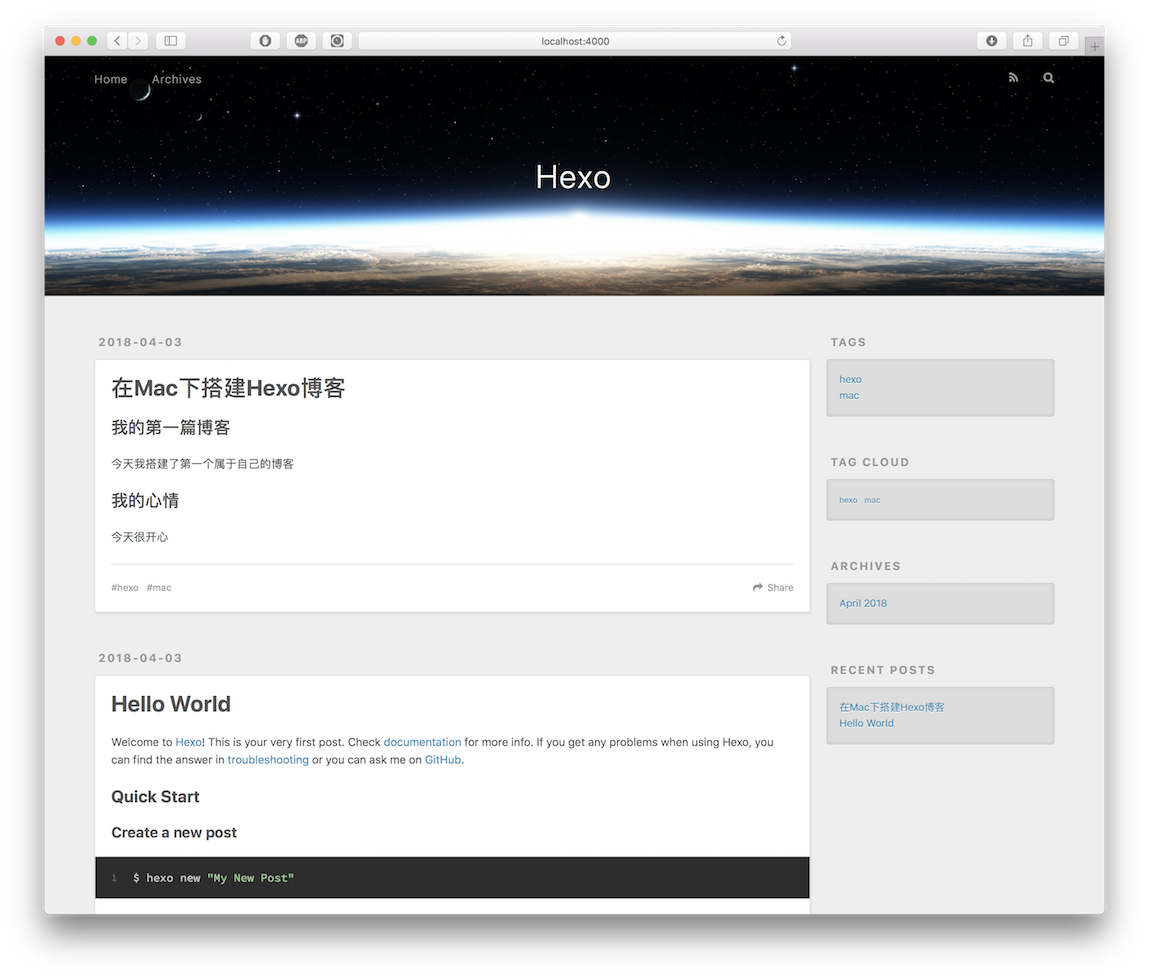 ABP
localhost:4000
Home Archives
Hexo
2018-04-03
在Mac下搭建Hexo博客
我的第一篇博客
今天我搭建了第一个属于自己的博客
我的心情
今天很开心
#hexo #mac
Share
2018-04-03
Hello World
Welcome to Hexo! This is your very first post. Check documentation for more info. If you get any problems when using Hexo, you
can find the answer in troubleshooting or you can ask me on GitHub.
Quick Start
Create a new post
1 $ hexo new "My New Post"
TAGS
hexo
mac
TAG CLOUD
hexo mac
ARCHIVES
April 2018
RECENT POSTS
在Mac下搭建Hexo博客
Hello World